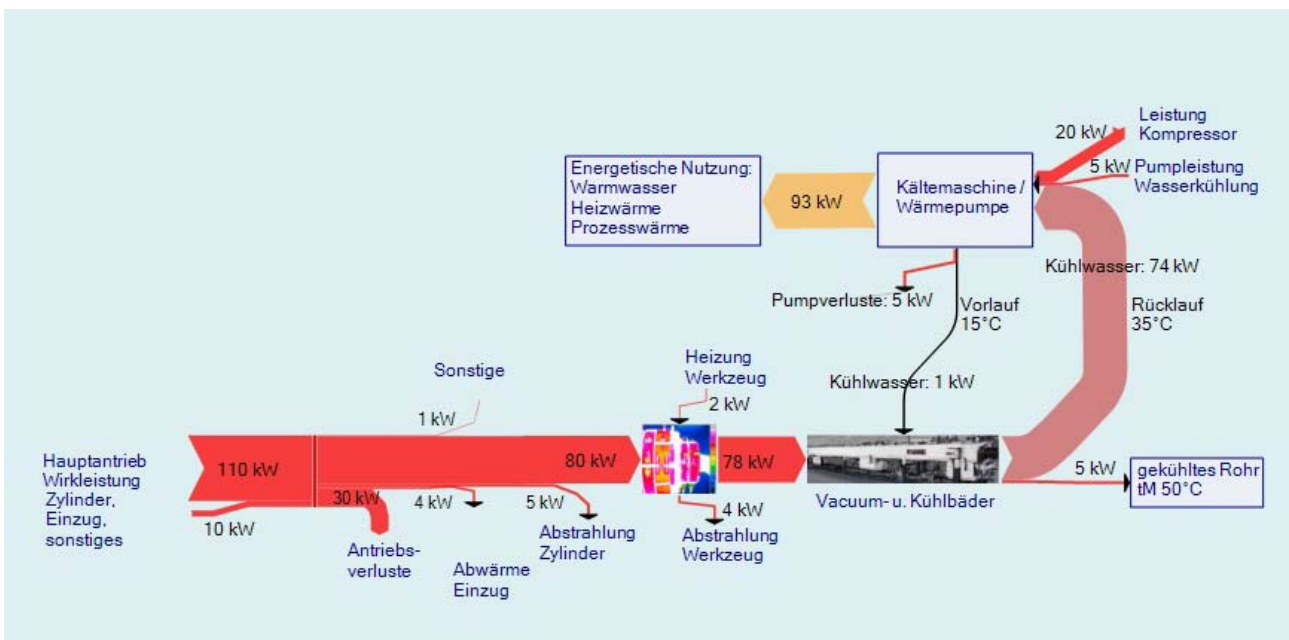 Leistung
Kompressor
20 kW
5 kW
Pumpleistung
Wasserkühlung
Energetische Nutzung:
Warmwasser
Heizwärme
Prozesswärme
93 kW
Kältemaschine /
Wärmepumpe
Kühlwasser: 74 kW
Pumpverluste: 5 kW
Vorlauf
15°C
Rücklauf
35°C
Sonstige
Heizung
Werkzeug
Kühlwasser: 1 kW
1 kW
2 kW
Hauptantrieb
Wirkleistung
Zylinder,
Einzug,
sonstiges
110 kW
80 kW
78 kW
5 kW
gekühltes Rohr
tM 50°C
10 kW
30 kW
4 kW
5 kW
4 kW
Vacuum- u. Kühlbäder
Antriebs-
verluste
Abwärme
Einzug
Abstrahlung
Zylinder
Abstrahlung
Werkzeug